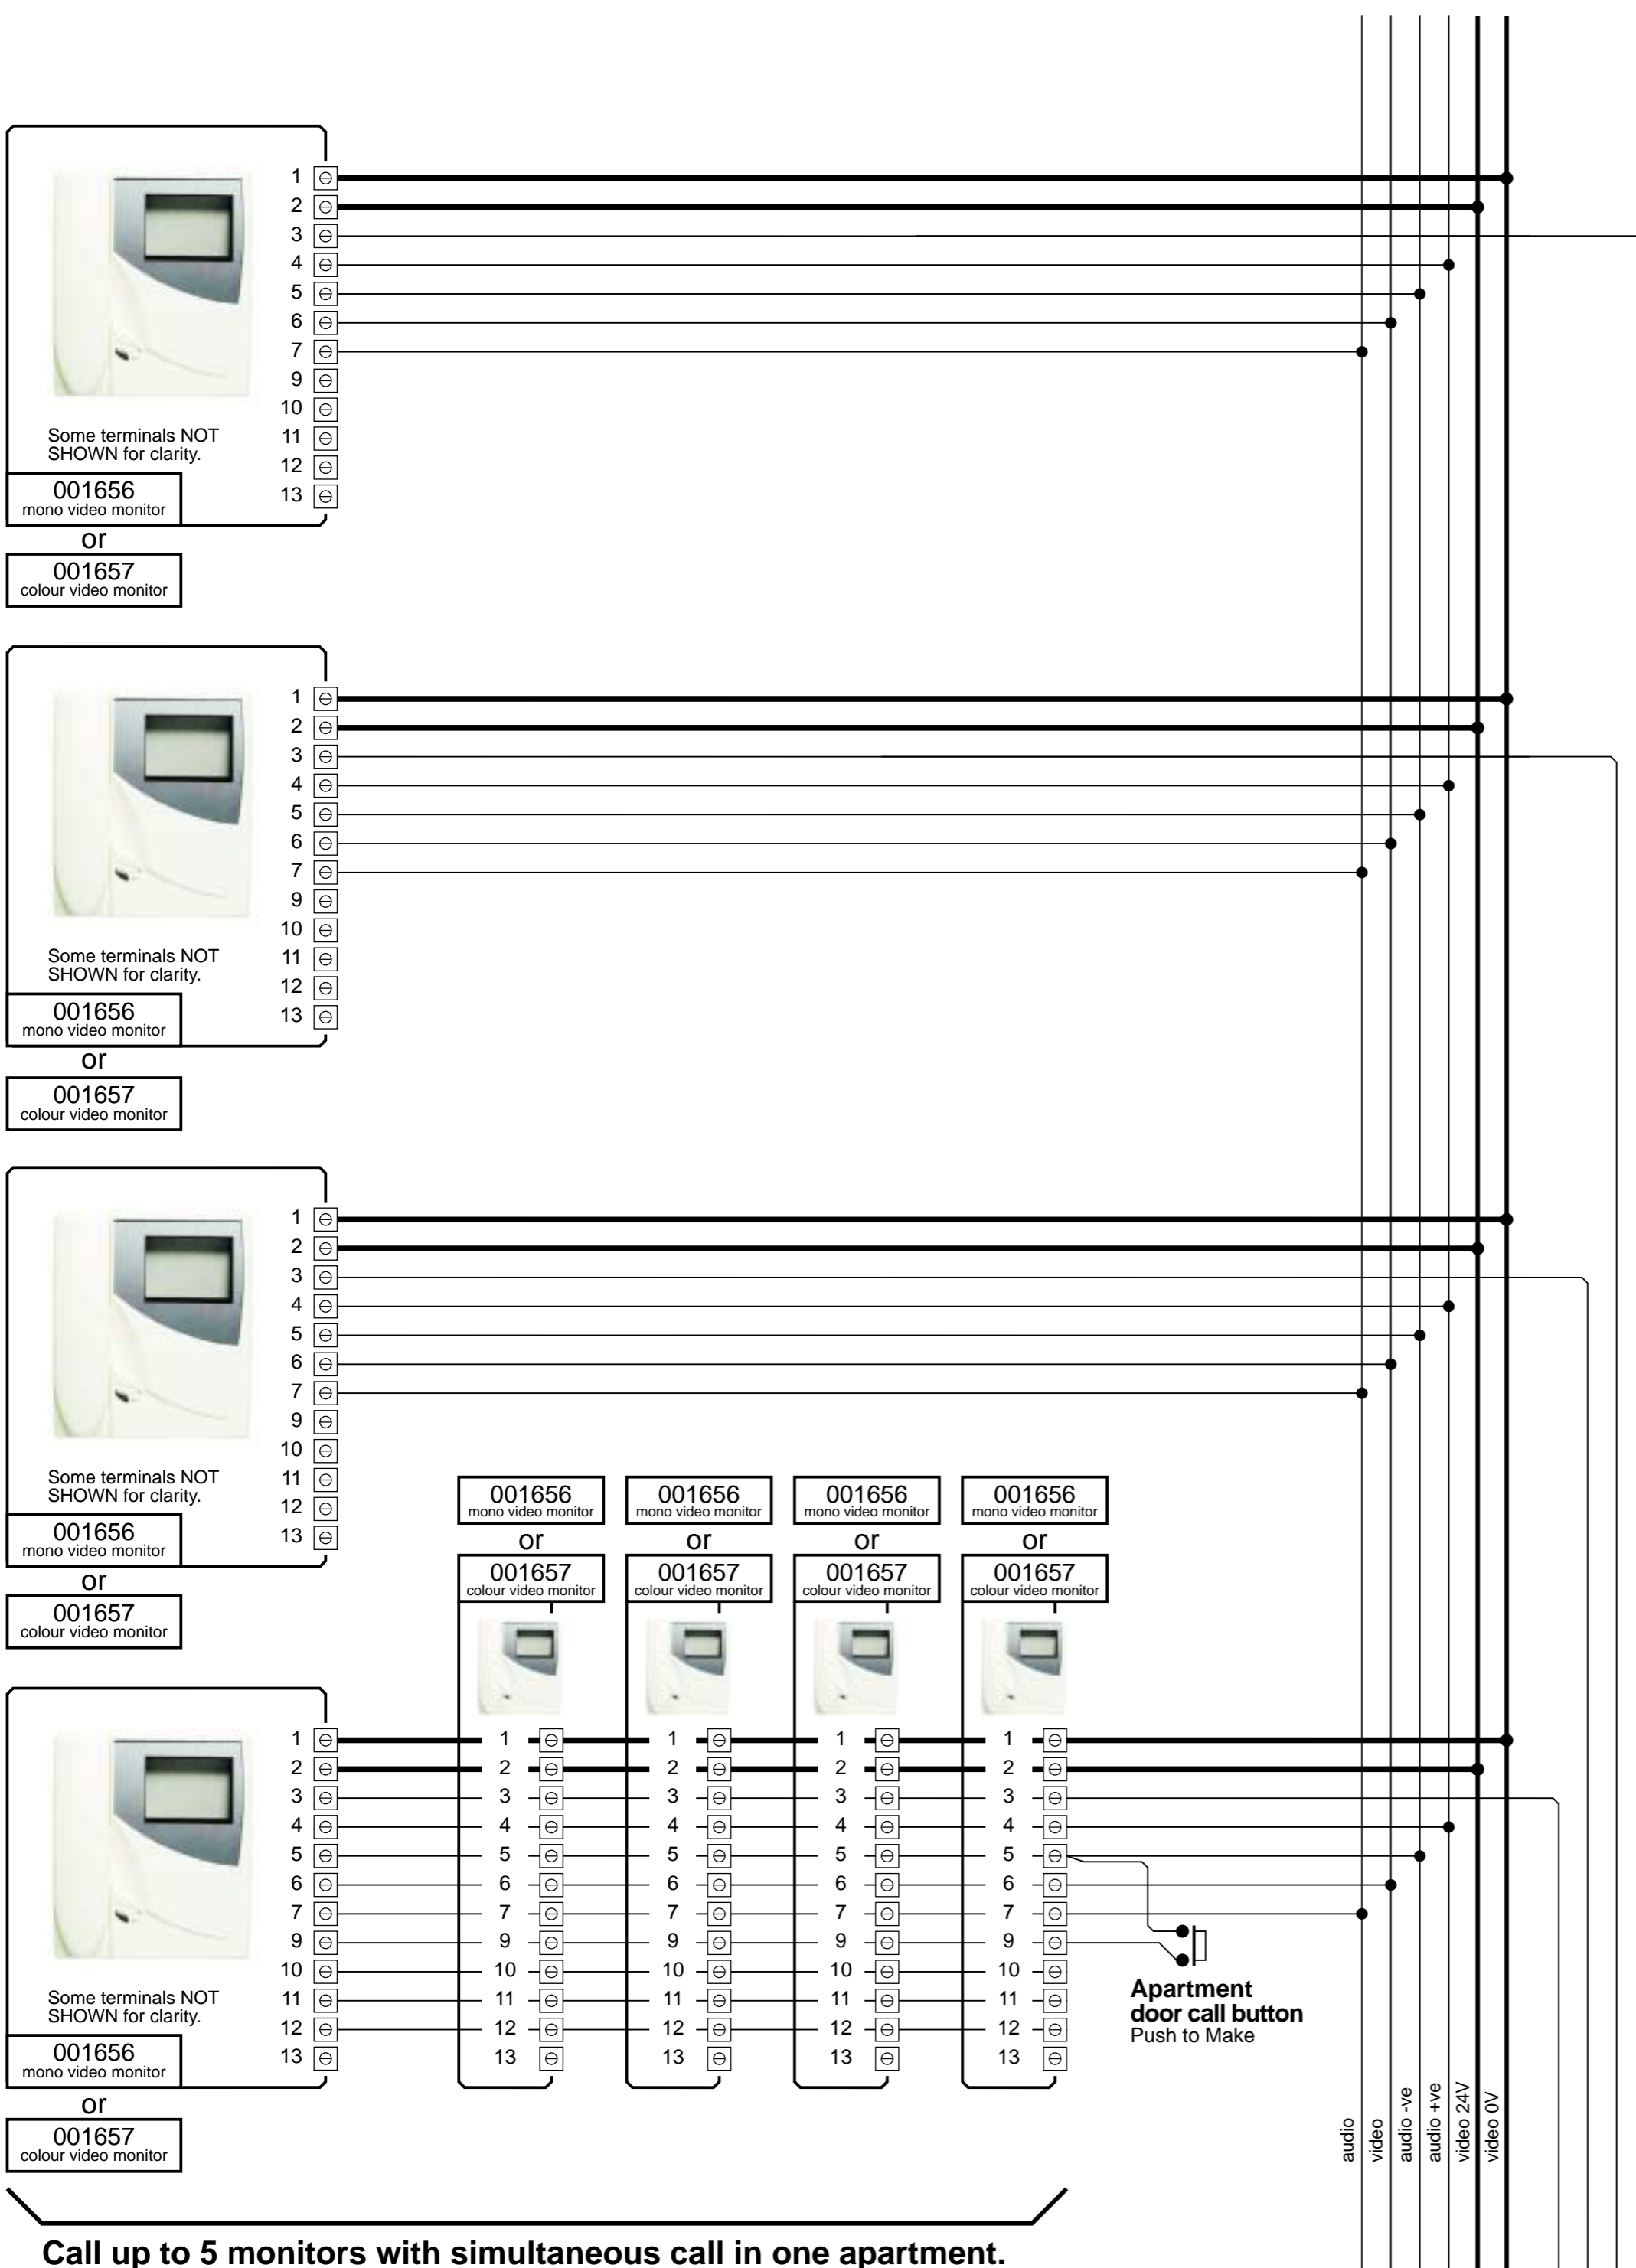 1
2
3
4
5
6
7
9
10
11
12
13
Some terminals NOT
SHOWN for clarity.
001656
mono video monitor
or
001657
colour video monitor
1
2
3
4
5
6
7
9
10
11
12
13
Some terminals NOT
SHOWN for clarity.
001656
mono video monitor
or
001657
colour video monitor
1
2
3
4
5
6
7
9
10
11
12
13
Some terminals NOT
SHOWN for clarity.
001656
mono video monitor
or
001657
colour video monitor
001656 001656 001656 001656
mono video monitor mono video monitor mono video monitor mono video monitor
or or or or
001657 001657 001657 001657
colour video monitor colour video monitor colour video monitor colour video monitor
1 1 1 1 1
2 2 2 2 2
3 3 3 3 3
4 4 4 4 4
5 5 5 5 5
6 6 6 6 6
7 7 7 7 7
9 9 9 9 9
10 10 10 10 10
11 11 11 11 11
12 12 12 12 12
13 13 13 13 13
Some terminals NOT
SHOWN for clarity.
001656
mono video monitor
or
001657
colour video monitor
Apartment
door call button
Push to Make
audio
video
audio -ve
audio +ve
video 24V
video 0V
Call up to 5 monitors with simultaneous call in one apartment.